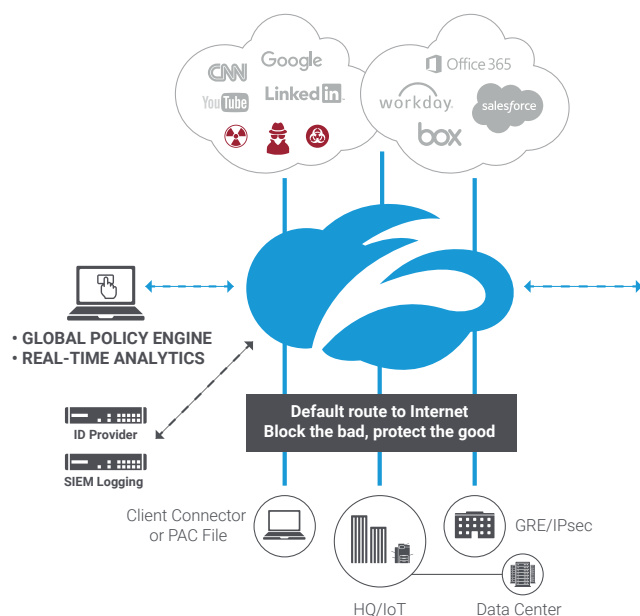 CNN
Google
YouTube
Linked in
Office 365
workday.
salesforce
box
• GLOBAL POLICY ENGINE
• REAL-TIME ANALYTICS
ID Provider
SIEM Logging
Default route to Internet
Block the bad, protect the good
Client Connector
or PAC File
GRE/IPsec
HQ/IoT
Data Center